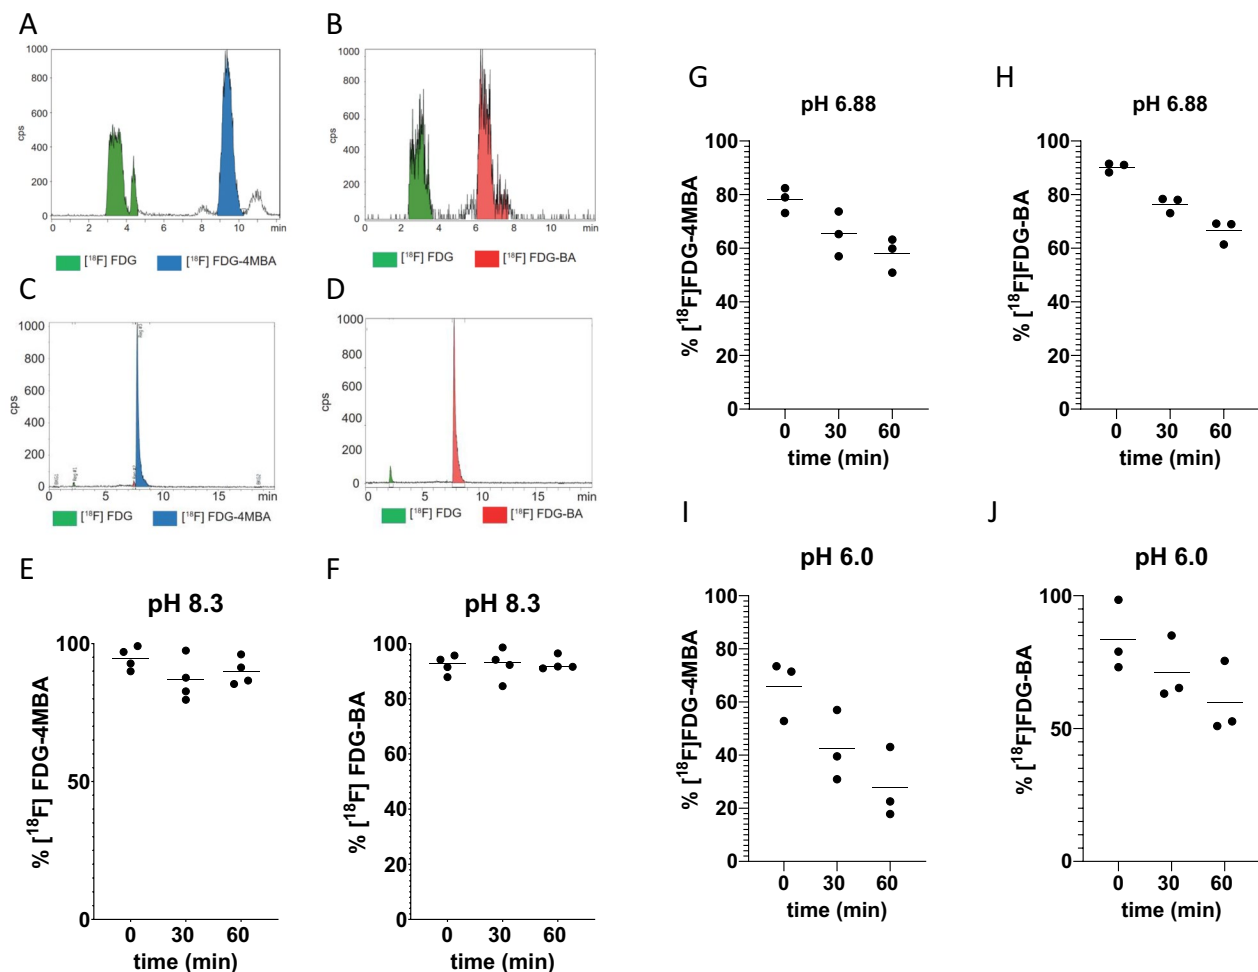 A
1000
800
600
400
200
0
cps
0 2 4 6 8 10 min
[¹⁸F] FDG [¹⁸F] FDG-4MBA
B
1000
800
600
400
200
0
0 2 4 6 8 10 min
[¹⁸F] FDG [¹⁸F] FDG-BA
C
1000
800
600
400
200
0
cps
0 5 10 15 min
Reg #1
[¹⁸F] FDG [¹⁸F] FDG-4MBA
D
1000
800
600
400
200
0
cps
0 5 10 15 min
[¹⁸F] FDG [¹⁸F] FDG-BA
E
pH 8.3
% [¹⁸F] FDG-4MBA
100
50
0
0 30 60
time (min)
F
pH 8.3
% [¹⁸F] FDG-BA
100
80
60
40
20
0
0 30 60
time (min)
G
pH 6.88
% [¹⁸F]FDG-4MBA
100
80
60
40
20
0
0 30 60
time (min)
H
pH 6.88
% [¹⁸F]FDG-BA
100
80
60
40
20
0
0 30 60
time (min)
I
pH 6.0
% [¹⁸F]FDG-4MBA
100
80
60
40
20
0
0 30 60
time (min)
J
pH 6.0
% [¹⁸F]FDG-BA
100
50
0
0 30 60
time (min)